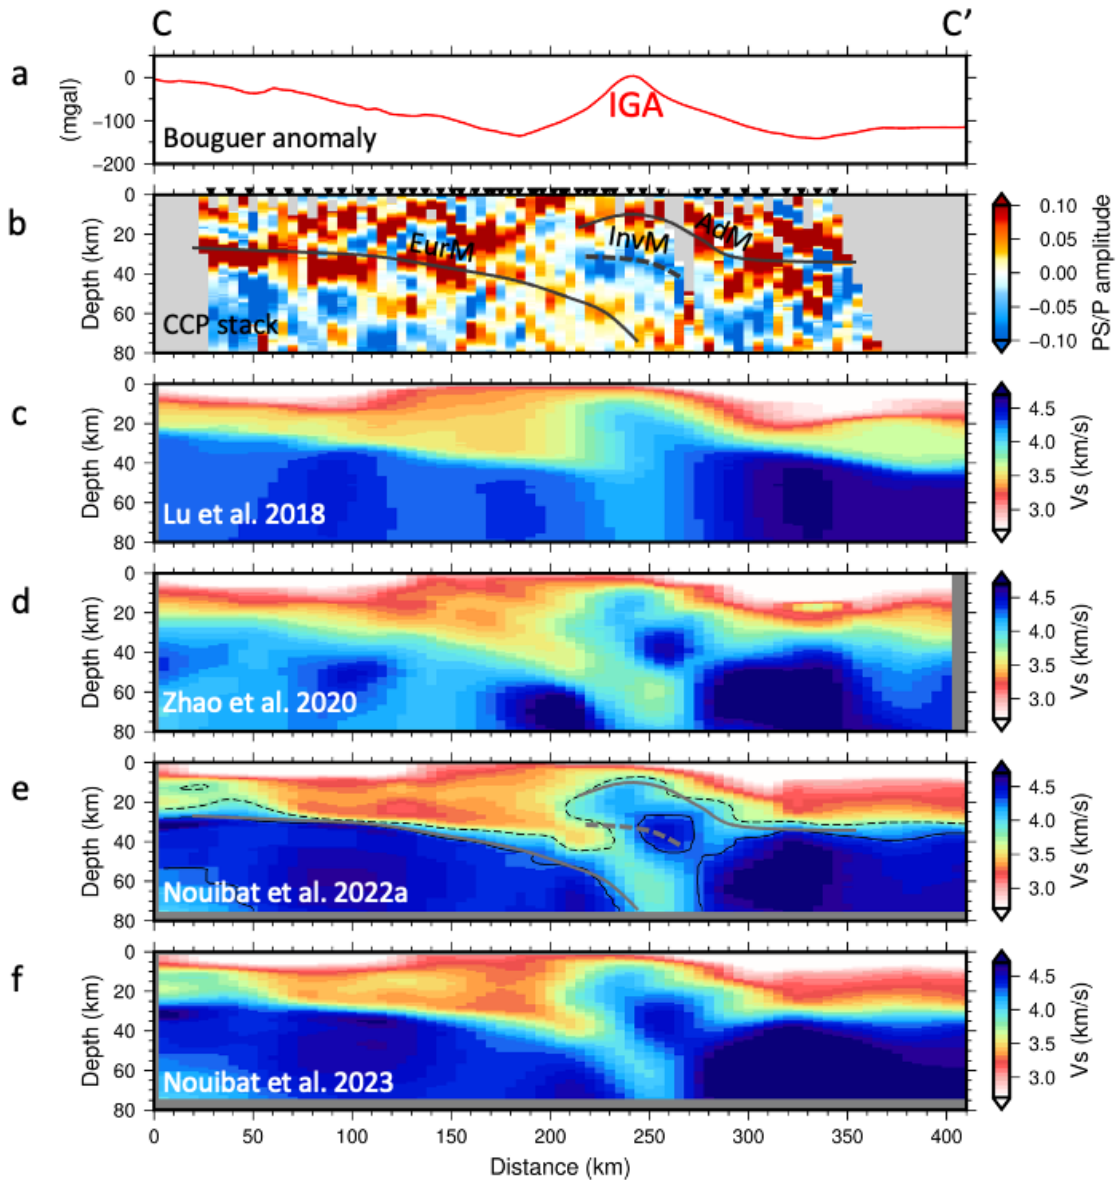 C C’
a
0
−100
−200
(mgal)
IGA
Bouguer anomaly
b
0
20
40
60
80
Depth (km)
EurM
InvM
AdM
CCP stack
0.10
0.05
0.00
−0.05
−0.10
PS/P amplitude
c
0
20
40
60
80
Depth (km)
Lu et al. 2018
4.5
4.0
3.5
3.0
Vs (km/s)
d
0
20
40
60
80
Depth (km)
Zhao et al. 2020
4.5
4.0
3.5
3.0
Vs (km/s)
e
0
20
40
60
80
Depth (km)
Nouibat et al. 2022a
4.5
4.0
3.5
3.0
Vs (km/s)
f
0
20
40
60
80
Depth (km)
Nouibat et al. 2023
4.5
4.0
3.5
3.0
Vs (km/s)
0 50 100 150 200 250 300 350 400
Distance (km)